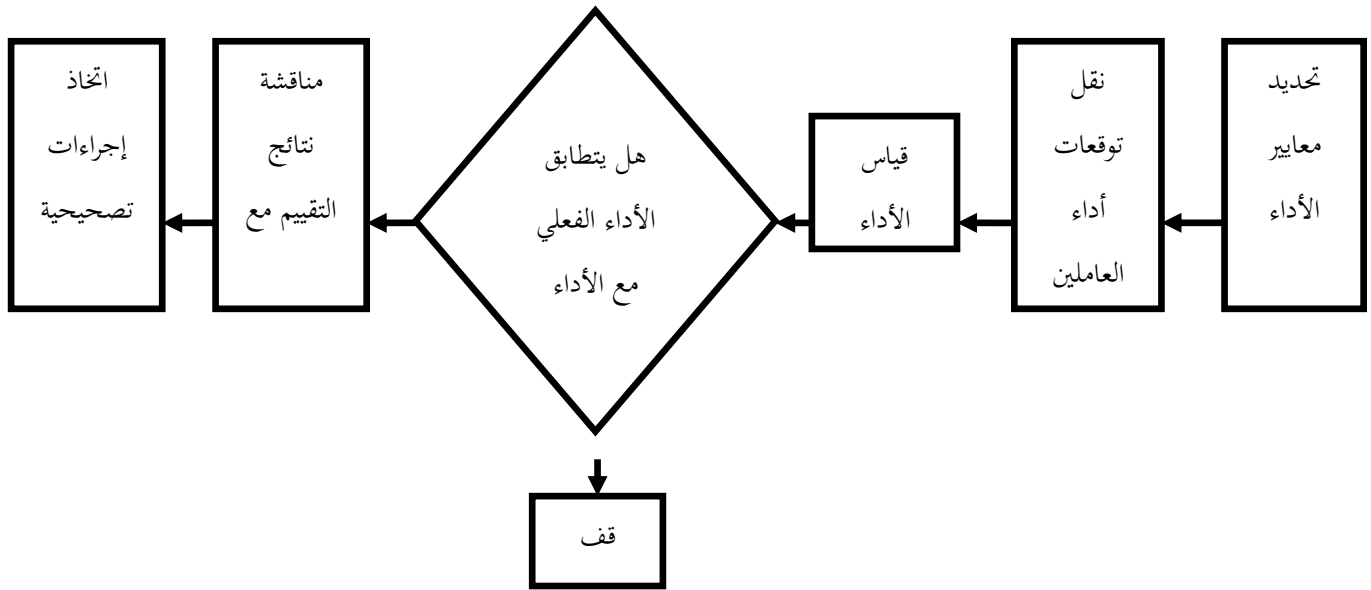 تحديد
معايير
الأداء
نقل
توقعات
أداء
العاملين
قياس
الأداء
هل يتطابق
الأداء الفعلي
مع الأداء
مناقشة
نتائج
التقييم مع
اتخاذ
إجراءات
تصحيحية
قف